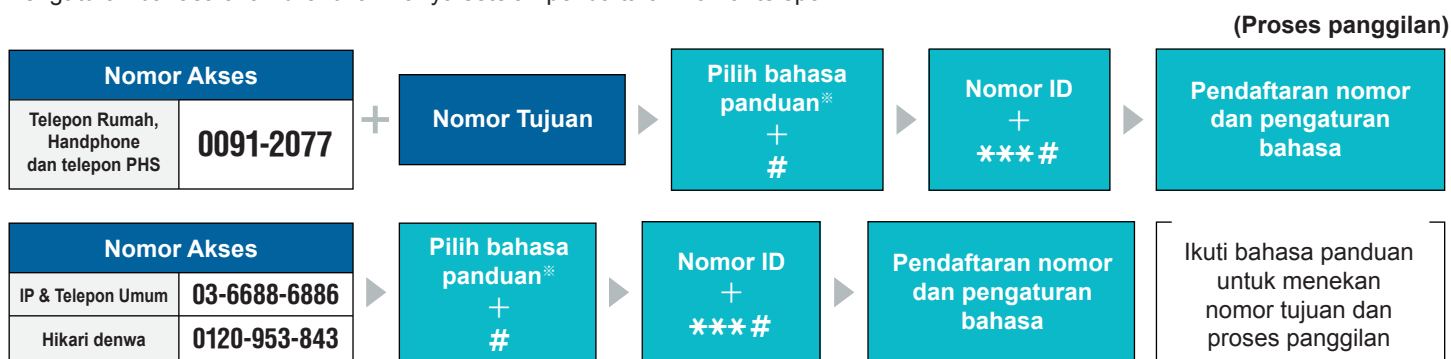 (Proses panggilan)
Nomor Akses
Telepon Rumah,
Handphone
dan telepon PHS
0091-2077
+
Nomor Tujuan
Pilih bahasa
panduan※
+
#
Nomor ID
+
***#
Pendaftaran nomor
dan pengaturan
bahasa
Nomor Akses
IP & Telepon Umum
03-6688-6886
Hikari denwa
0120-953-843
Pilih bahasa
panduan※
+
#
Nomor ID
+
***#
Pendaftaran nomor
dan pengaturan
bahasa
Ikuti bahasa panduan
untuk menekan
nomor tujuan dan
proses panggilan